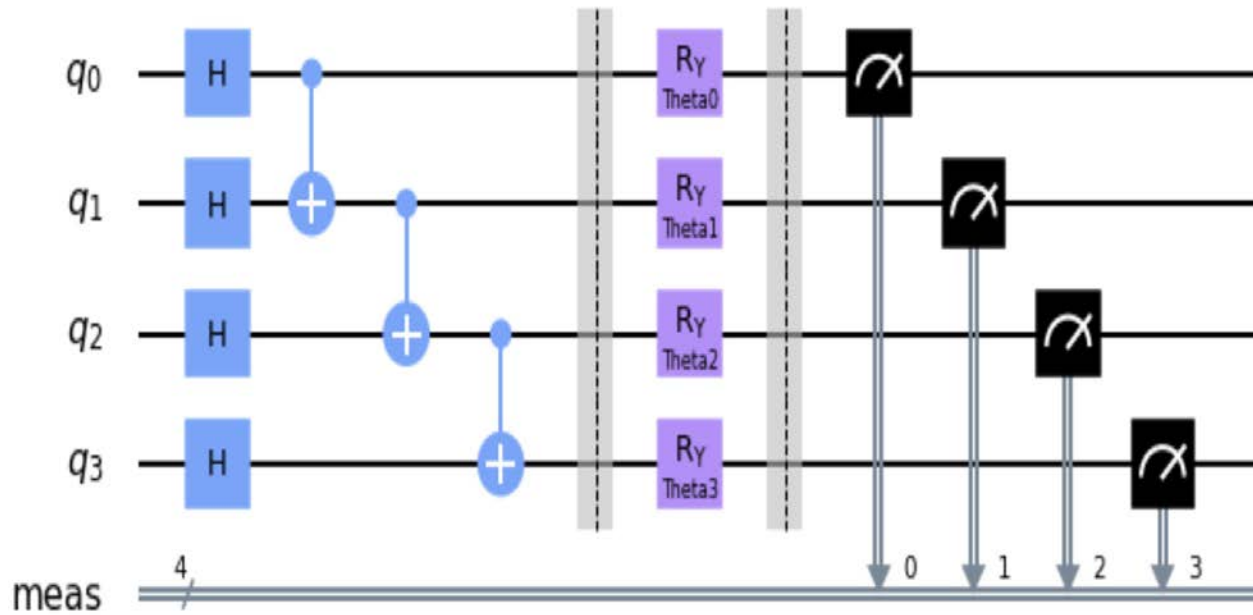 q0 H RY
Theta0
q1 H RY
Theta1
q2 H RY
Theta2
q3 H RY
Theta3
4 0 1 2 3
meas